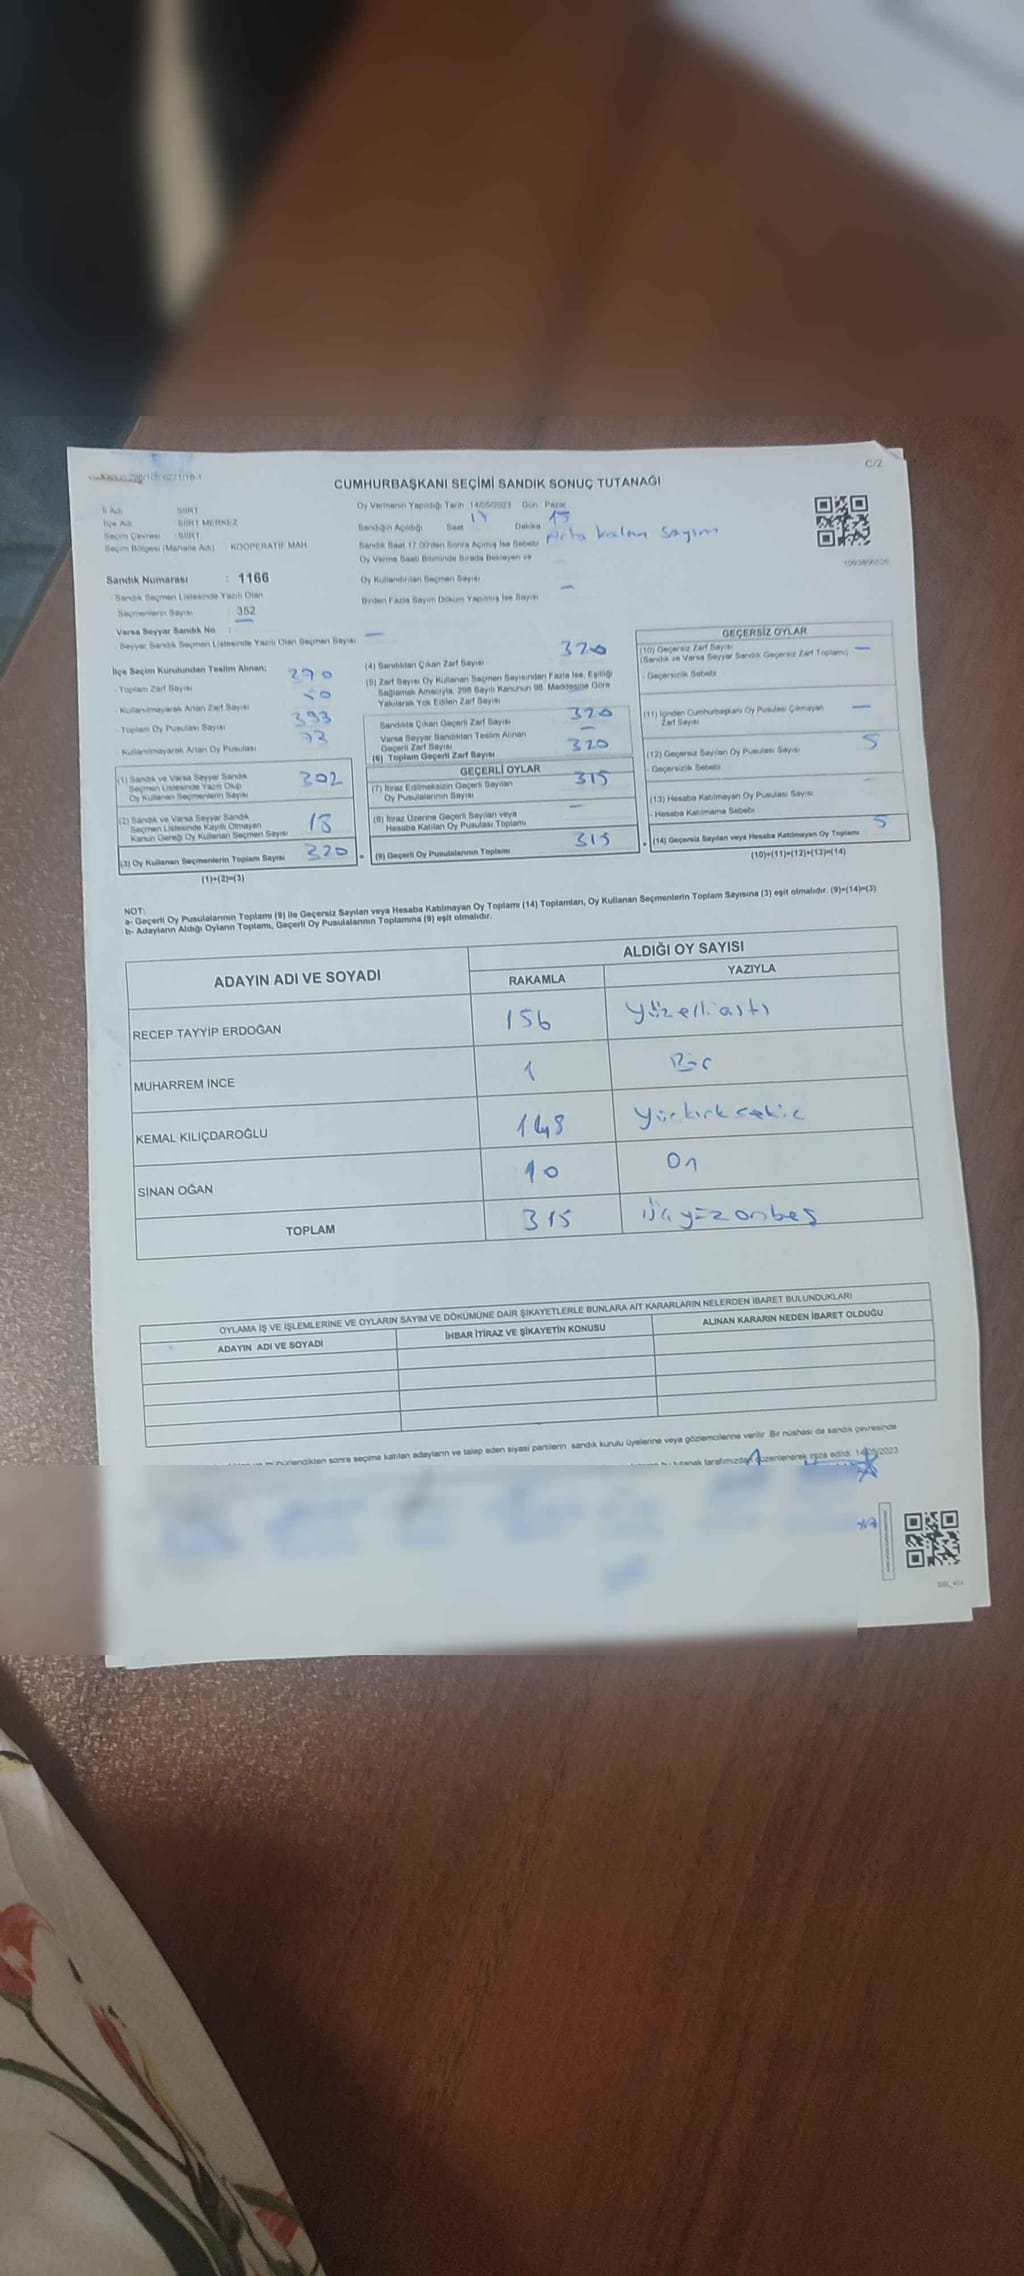 C/2
CUMHURBAŞKANI SEÇİMİ SANDIK SONUÇ TUTANAĞI
İl Adı : SİİRT
İlçe Adı : SİİRT MERKEZ
Seçim Çevresi : SİİRT
Seçim Bölgesi (Mahalle Adı) : KOOPERATİF MAH.
Oy Vermenin Yapıldığı Tarih 14/05/2023 Gün Pazar
Sandığın Açıldığı Saat 17 Dakika 15
Sandık Saat 17.00'dan Sonra Açılmış İse Sebebi Arta kalan sayım
Oy Verme Saati Bitiminde Sırada Bekleyen ve
Oy Kullandırılan Seçmen Sayısı
Birden Fazla Sayım Döküm Yapılmış İse Sayısı —
Sandık Numarası : 1166
Sandık Seçmen Listesinde Yazılı Olan
Seçmenlerin Sayısı : 352
Varsa Seyyar Sandık No :
Seyyar Sandık Seçmen Listesinde Yazılı Olan Seçmen Sayısı : —
İlçe Seçim Kurulundan Teslim Alınan;
Toplam Zarf Sayısı
Kullanılmayarak Artan Zarf Sayısı
Toplam Oy Pusulası Sayısı 393
Kullanılmayarak Artan Oy Pusulası 73
(1) Sandık ve Varsa Seyyar Sandık
Seçmen Listesinde Yazılı Olup
Oy Kullanan Seçmenlerin Sayısı 302
(2) Sandık ve Varsa Seyyar Sandık
Seçmen Listesinde Kayıtlı Olmayan
Kanun Gereği Oy Kullanan Seçmen Sayısı 18
(3) Oy Kullanan Seçmenlerin Toplam Sayısı 320
(1)+(2)=(3)
(4) Sandıktan Çıkan Zarf Sayısı 320
(5) Zarf Sayısı Oy Kullanan Seçmen Sayısından Fazla İse, Eşitliği
Sağlamak Amacıyla, 298 Sayılı Kanunun 98. Maddesine Göre
Yakılarak Yok Edilen Zarf Sayısı
Sandıkta Çıkan Geçerli Zarf Sayısı 320
Varsa Seyyar Sandıktan Teslim Alınan
Geçerli Zarf Sayısı —
(6) Toplam Geçerli Zarf Sayısı 320
GEÇERLİ OYLAR
(7) İtiraz Edilmeksizin Geçerli Sayılan
Oy Pusulalarının Sayısı 315
(8) İtiraz Üzerine Geçerli Sayılan veya
Hesaba Katılan Oy Pusulası Toplamı —
(9) Geçerli Oy Pusulalarının Toplamı 315
GEÇERSİZ OYLAR
(10) Geçersiz Zarf Sayısı —
(Sandık ve Varsa Seyyar Sandık Geçersiz Zarf Toplamı)
Geçersizlik Sebebi
(11) İçinden Cumhurbaşkanı Oy Pusulası Çıkmayan
Zarf Sayısı —
(12) Geçersiz Sayılan Oy Pusulası Sayısı 5
Geçersizlik Sebebi
(13) Hesaba Katılmayan Oy Pusulası Sayısı —
Hesaba Katılmama Sebebi
(14) Geçersiz Sayılan veya Hesaba Katılmayan Oy Toplamı 5
(10)+(11)+(12)+(13)=(14)
NOT:
a- Geçerli Oy Pusulalarının Toplamı (9) ile Geçersiz Sayılan veya Hesaba Katılmayan Oy Toplamı (14) Toplamları, Oy Kullanan Seçmenlerin Toplam Sayısına (3) eşit olmalıdır. (9)+(14)=(3)
b- Adayların Aldığı Oyların Toplamı, Geçerli Oy Pusulalarının Toplamına (9) eşit olmalıdır.
ADAYIN ADI VE SOYADI ALDIĞI OY SAYISI
RAKAMLA YAZIYLA
RECEP TAYYİP ERDOĞAN 156 yüzelli altı
MUHARREM İNCE 1 Bir
KEMAL KILIÇDAROĞLU 148 yüzkırk sekiz
SİNAN OĞAN 10 On
TOPLAM 315 üçyüz onbeş
OYLAMA İŞ VE İŞLEMLERİNE VE OYLARIN SAYIM VE DÖKÜMÜNE DAİR ŞİKAYETLERLE BUNLARA AİT KARARLARIN NELERDEN İBARET BULUNDUKLARI
ADAYIN ADI VE SOYADI İHBAR İTİRAZ VE ŞİKAYETİN KONUSU ALINAN KARARIN NEDEN İBARET OLDUĞU
mühürlendikten sonra seçime katılan adayların ve talep eden siyasi partilerin sandık kurulu üyelerine veya gözlemcilerine verilir. Bir nüshası da sandık çevresinde
bu tutanak tarafımızdan düzenlenerek imza edildi. 14/05/2023